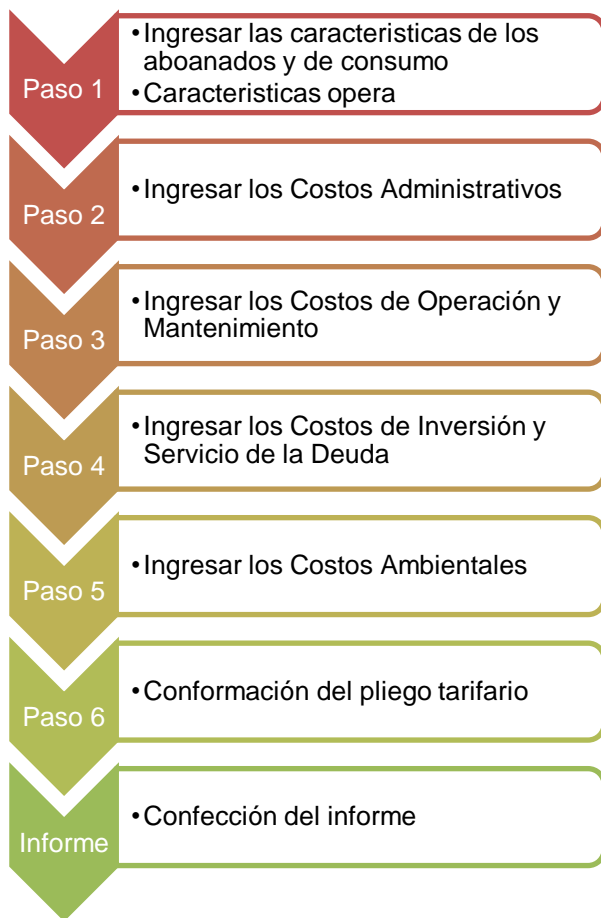 Paso 1
•Ingresar las caracteristicas de los
aboanados y de consumo
•Caracteristicas opera
Paso 2
•Ingresar los Costos Administrativos
Paso 3
•Ingresar los Costos de Operación y
Mantenimiento
Paso 4
•Ingresar los Costos de Inversión y
Servicio de la Deuda
Paso 5
•Ingresar los Costos Ambientales
Paso 6
•Conformación del pliego tarifario
Informe
•Confección del informe